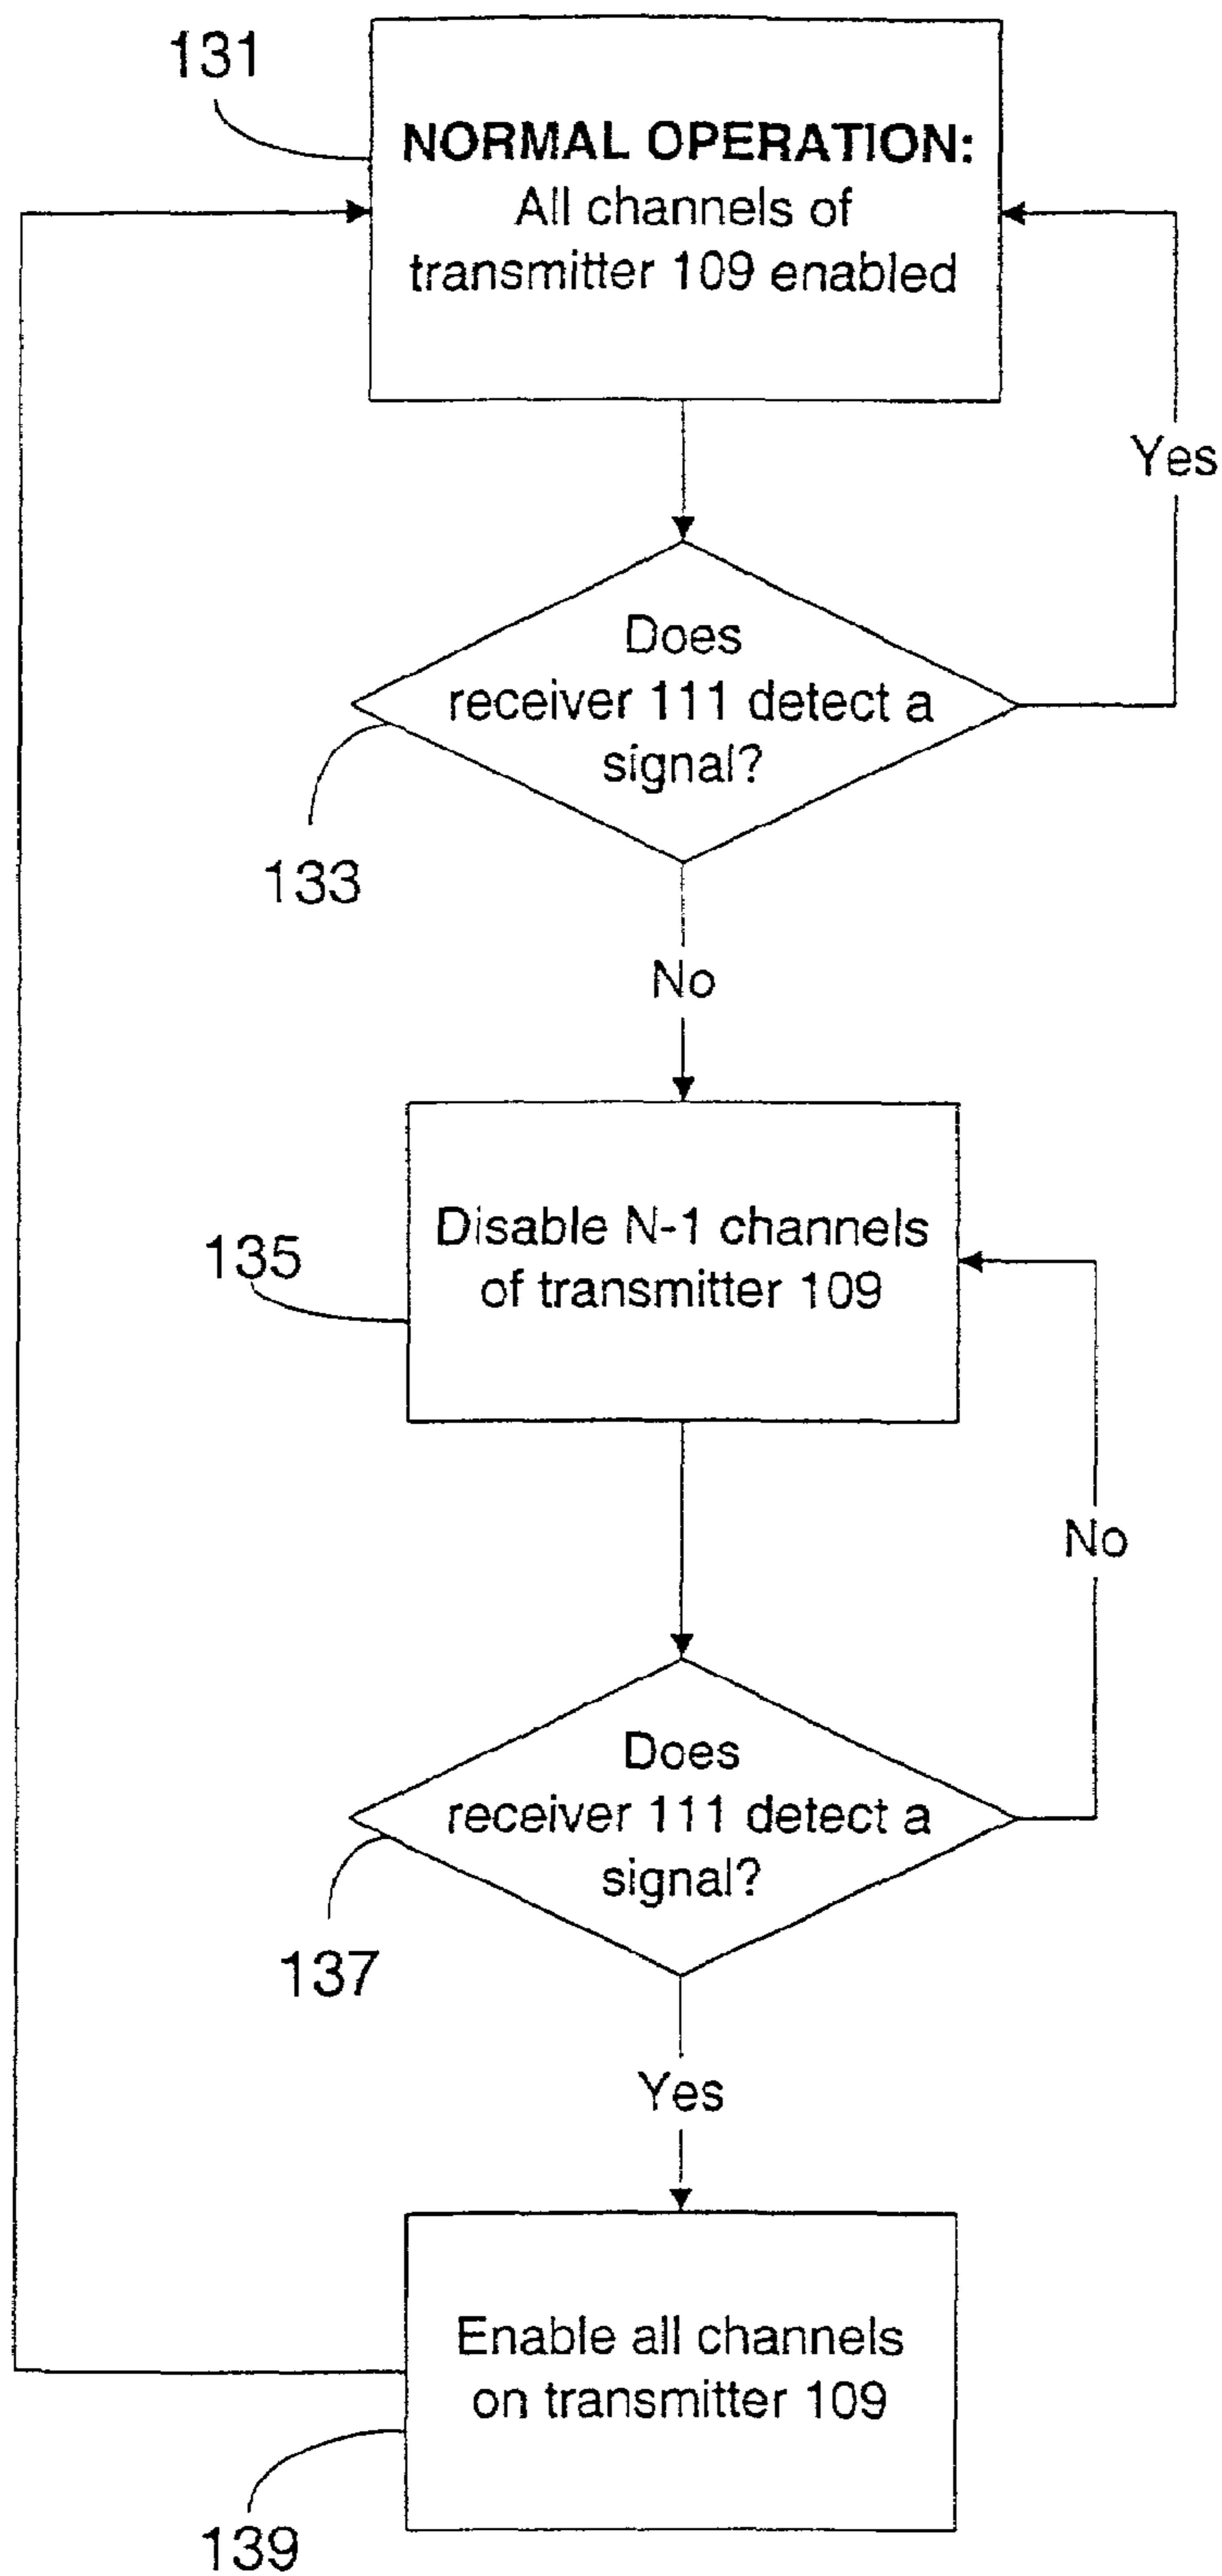 131
NORMAL OPERATION:
All channels of
transmitter 109 enabled
Yes
Does
receiver 111 detect a
signal?
133
No
Disable N-1 channels
of transmitter 109
135
No
Does
receiver 111 detect a
signal?
137
Yes
Enable all channels
on transmitter 109
139